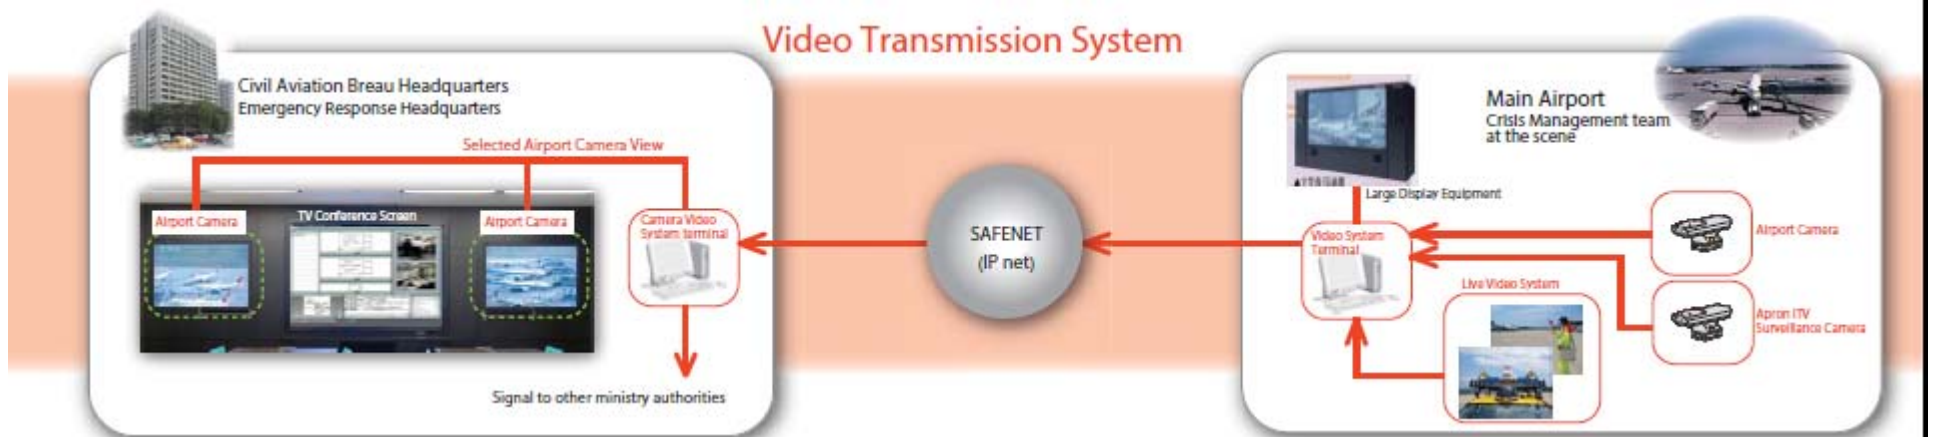 Video Transmission System
Civil Aviation Breau Headquarters
Emergency Response Headquarters
Selected Airport Camera View
Airport Camera
TV Conference Screen
Airport Camera
Camera Video
System terminal
Signal to other ministry authorities
SAFENET
(IP net)
Main Airport
Crisis Management team
at the scene
Large Display Equipment
Video System
Terminal
Live Video System
Airport Camera
Apron ITV
Surveillance Camera